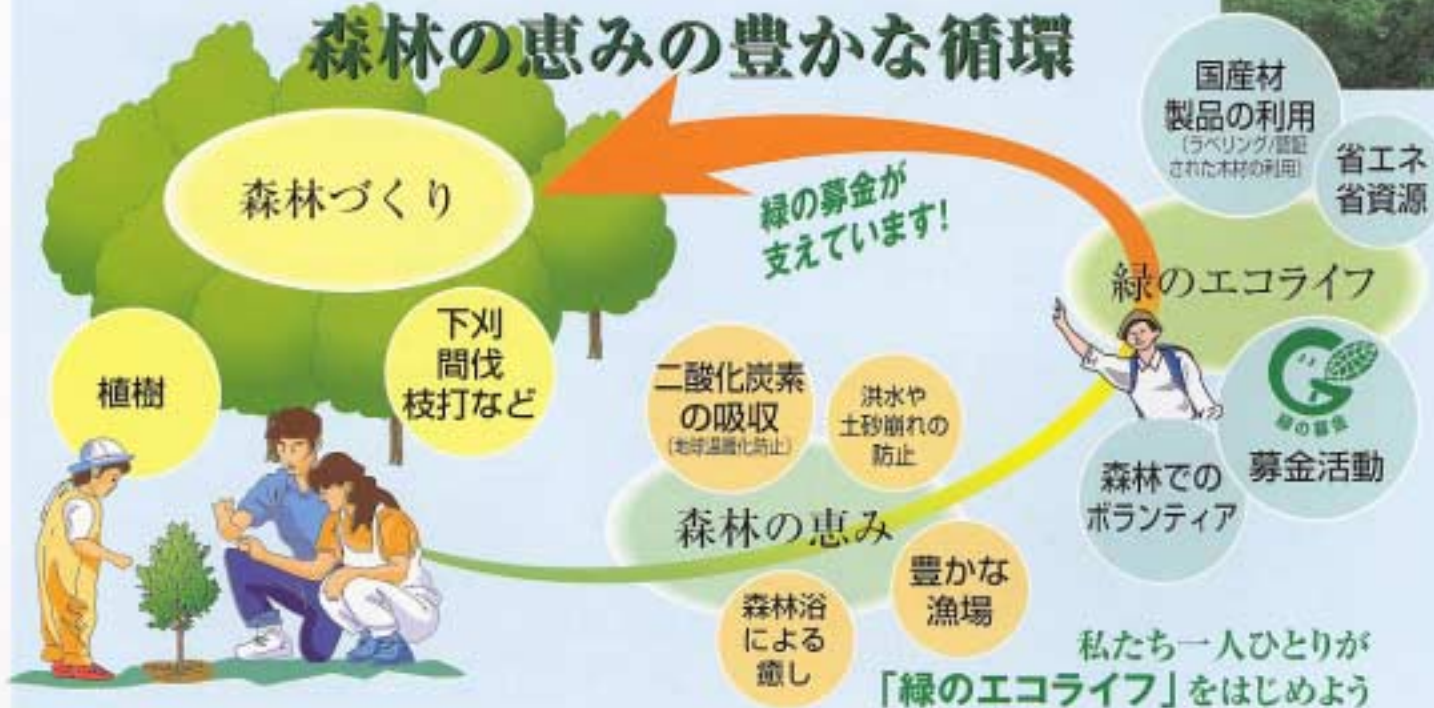 森林の恵みの豊かな循環
森林づくり
植樹
下刈
間伐
枝打など
緑の募金が
支えています!
二酸化炭素
の吸収
(地球温暖化防止)
洪水や
土砂崩れの
防止
森林の恵み
森林浴
による
癒し
豊かな
漁場
国産材
製品の利用
(ラベリング/認証
された木材の利用)
省エネ
省資源
緑のエコライフ
緑の募金
募金活動
森林での
ボランティア
私たち一人ひとりが
「緑のエコライフ」をはじめよう